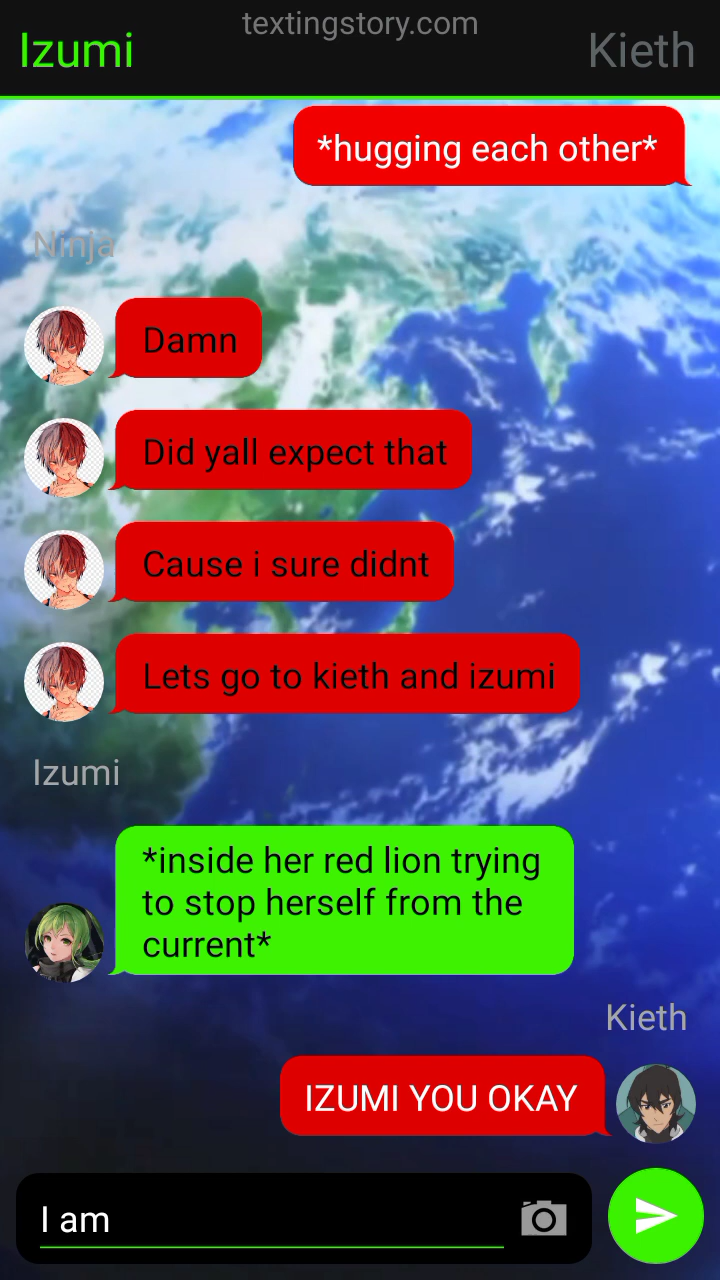 textingstory.com
Izumi
Kieth
*hugging each other*
Ninja
Damn
Did yall expect that
Cause i sure didnt
Lets go to kieth and izumi
Izumi
*inside her red lion trying
to stop herself from the
current*
Kieth
IZUMI YOU OKAY
I am